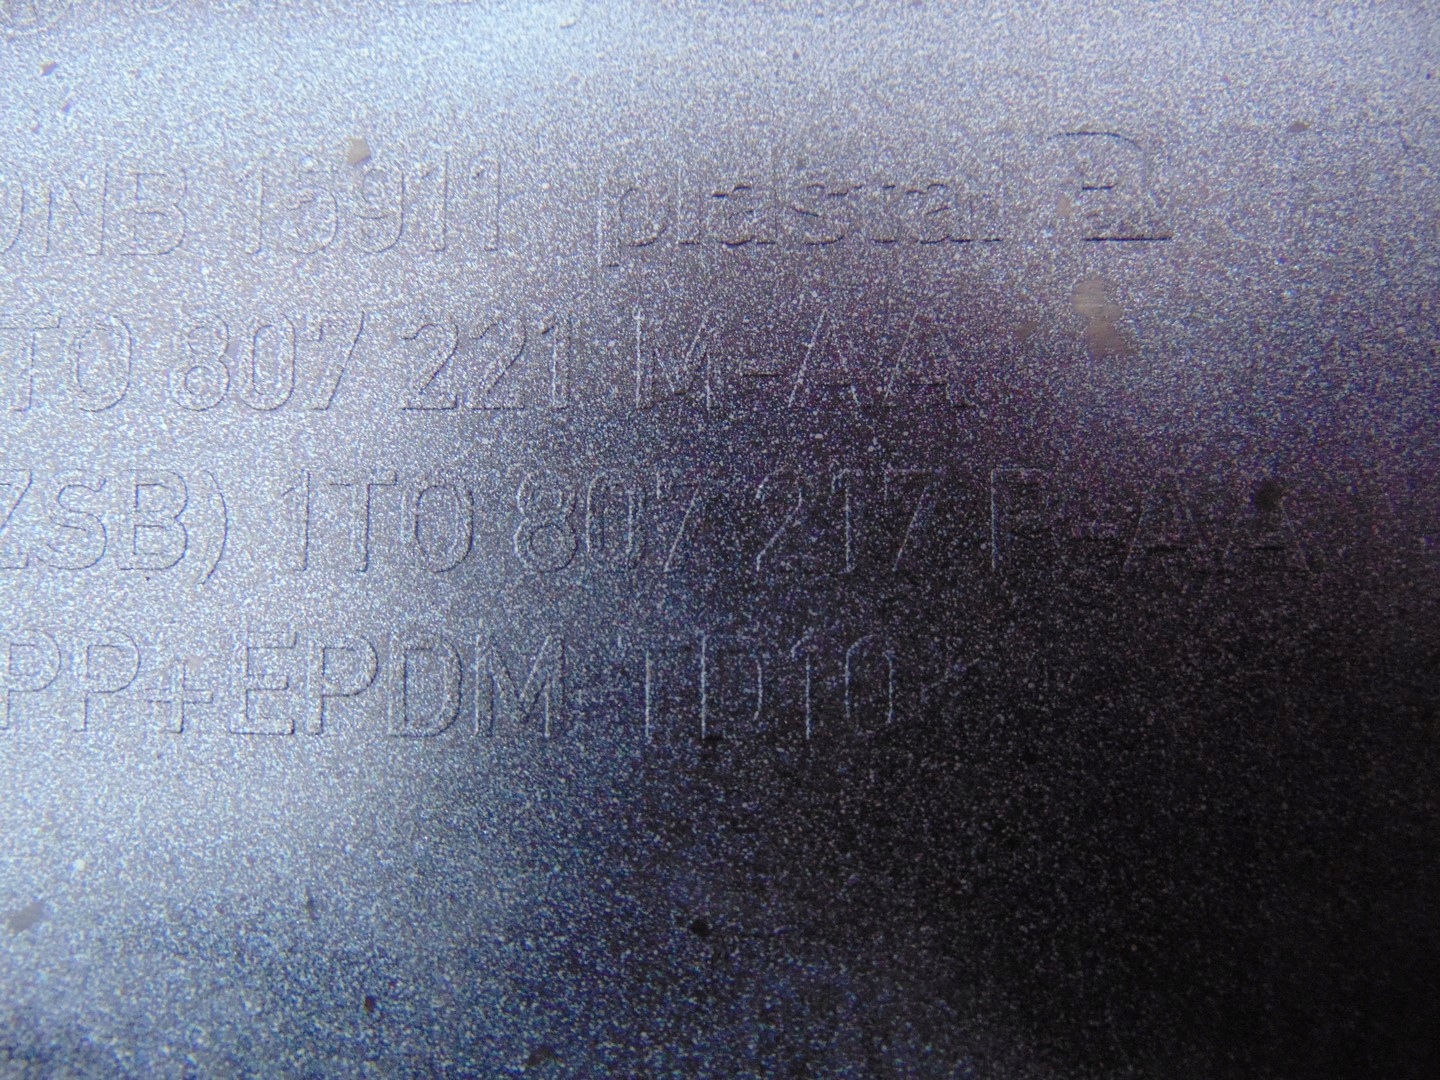 ONB 15911 plastal
1T0 807 221 M-AA
(ZSB) 1T0 807 217 P-AA
PP+EPDM-TD10